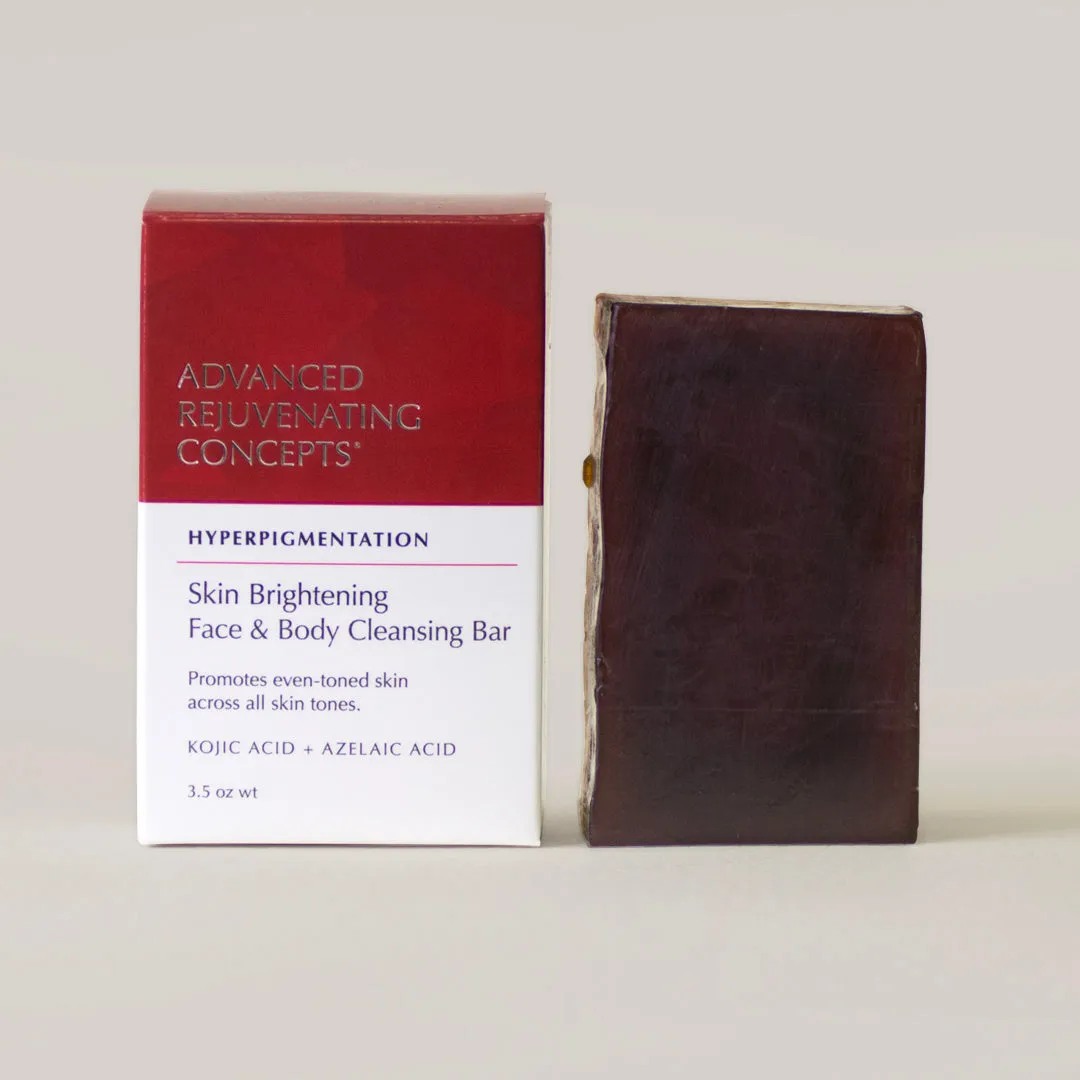 ADVANCED
REJUVENATING
CONCEPTS®
HYPERPIGMENTATION
Skin Brightening
Face & Body Cleansing Bar
Promotes even-toned skin
across all skin tones.
KOJIC ACID + AZELAIC ACID
3.5 oz wt